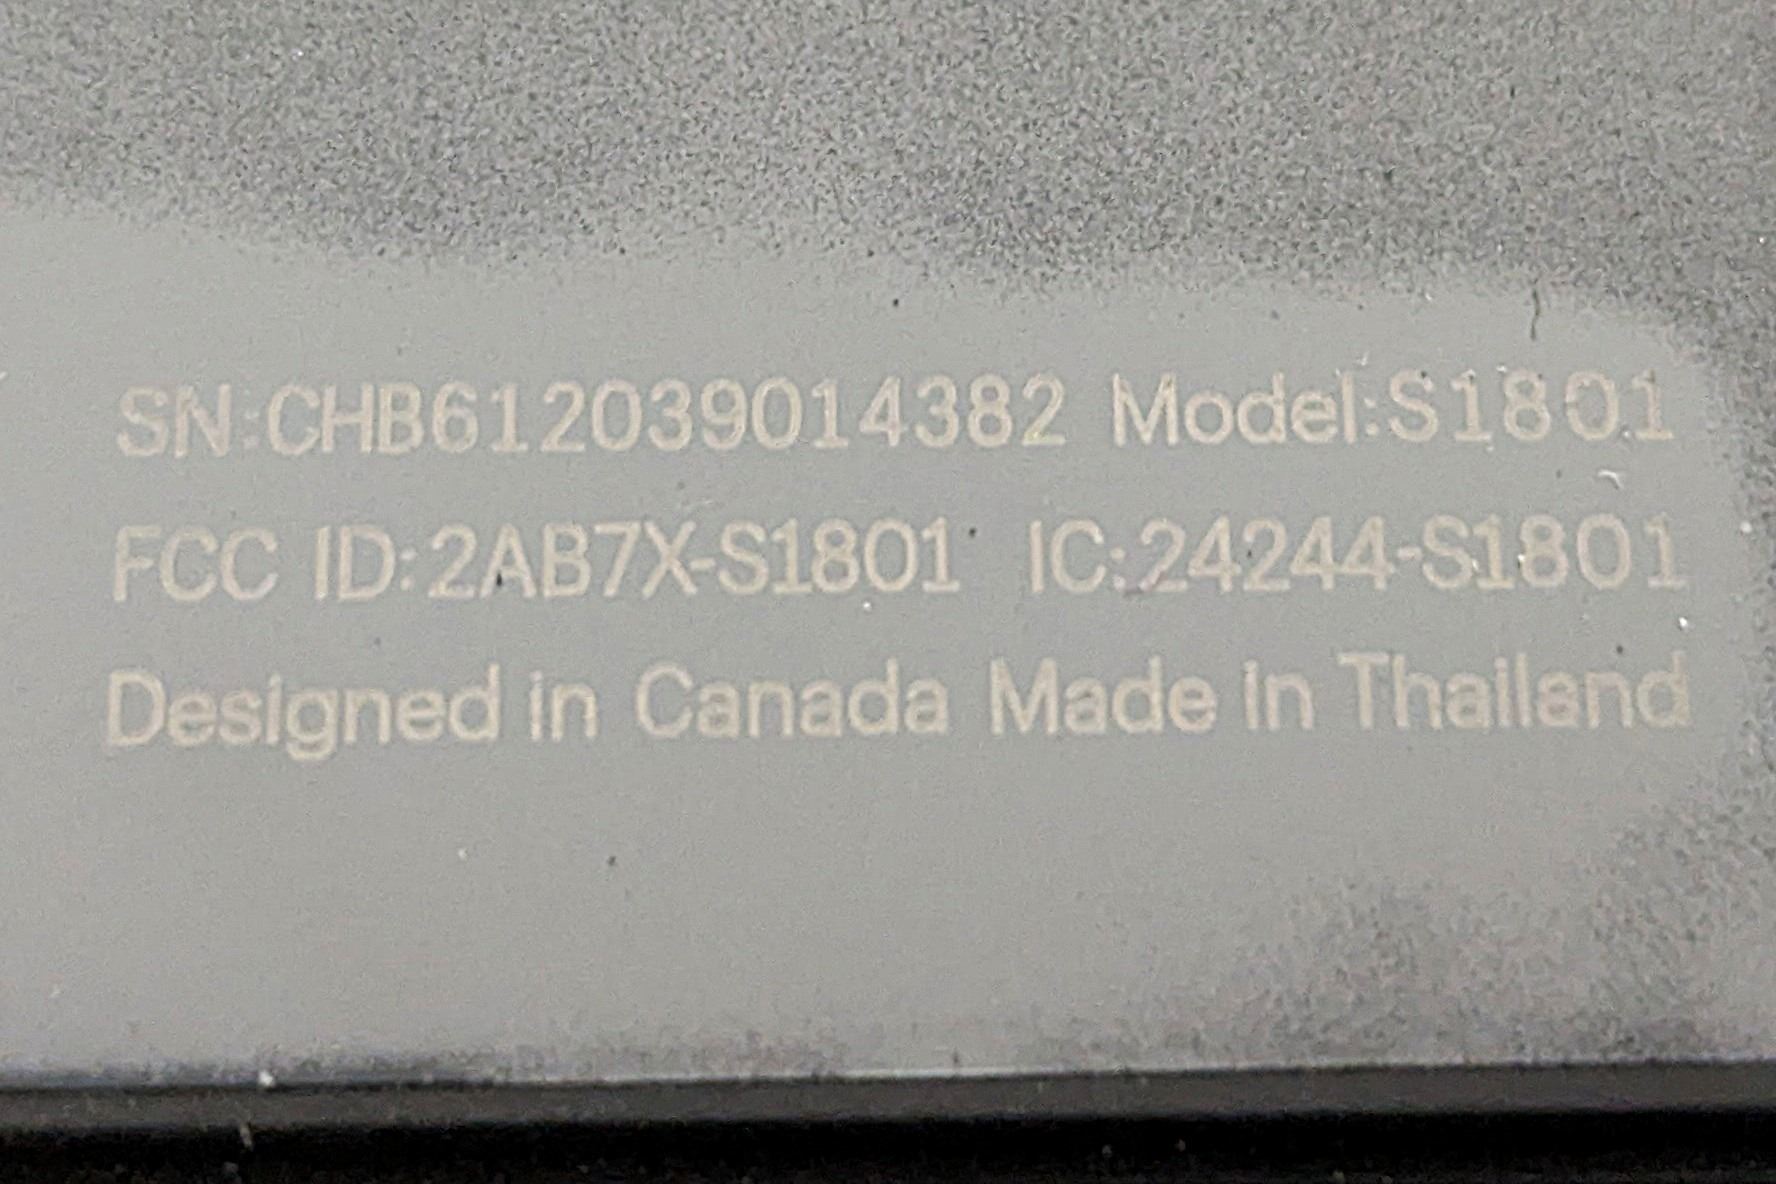 SN:CHB612039014382 Model:S1801
FCC ID:2AB7X-S1801 IC:24244-S1801
Designed in Canada Made in Thailand